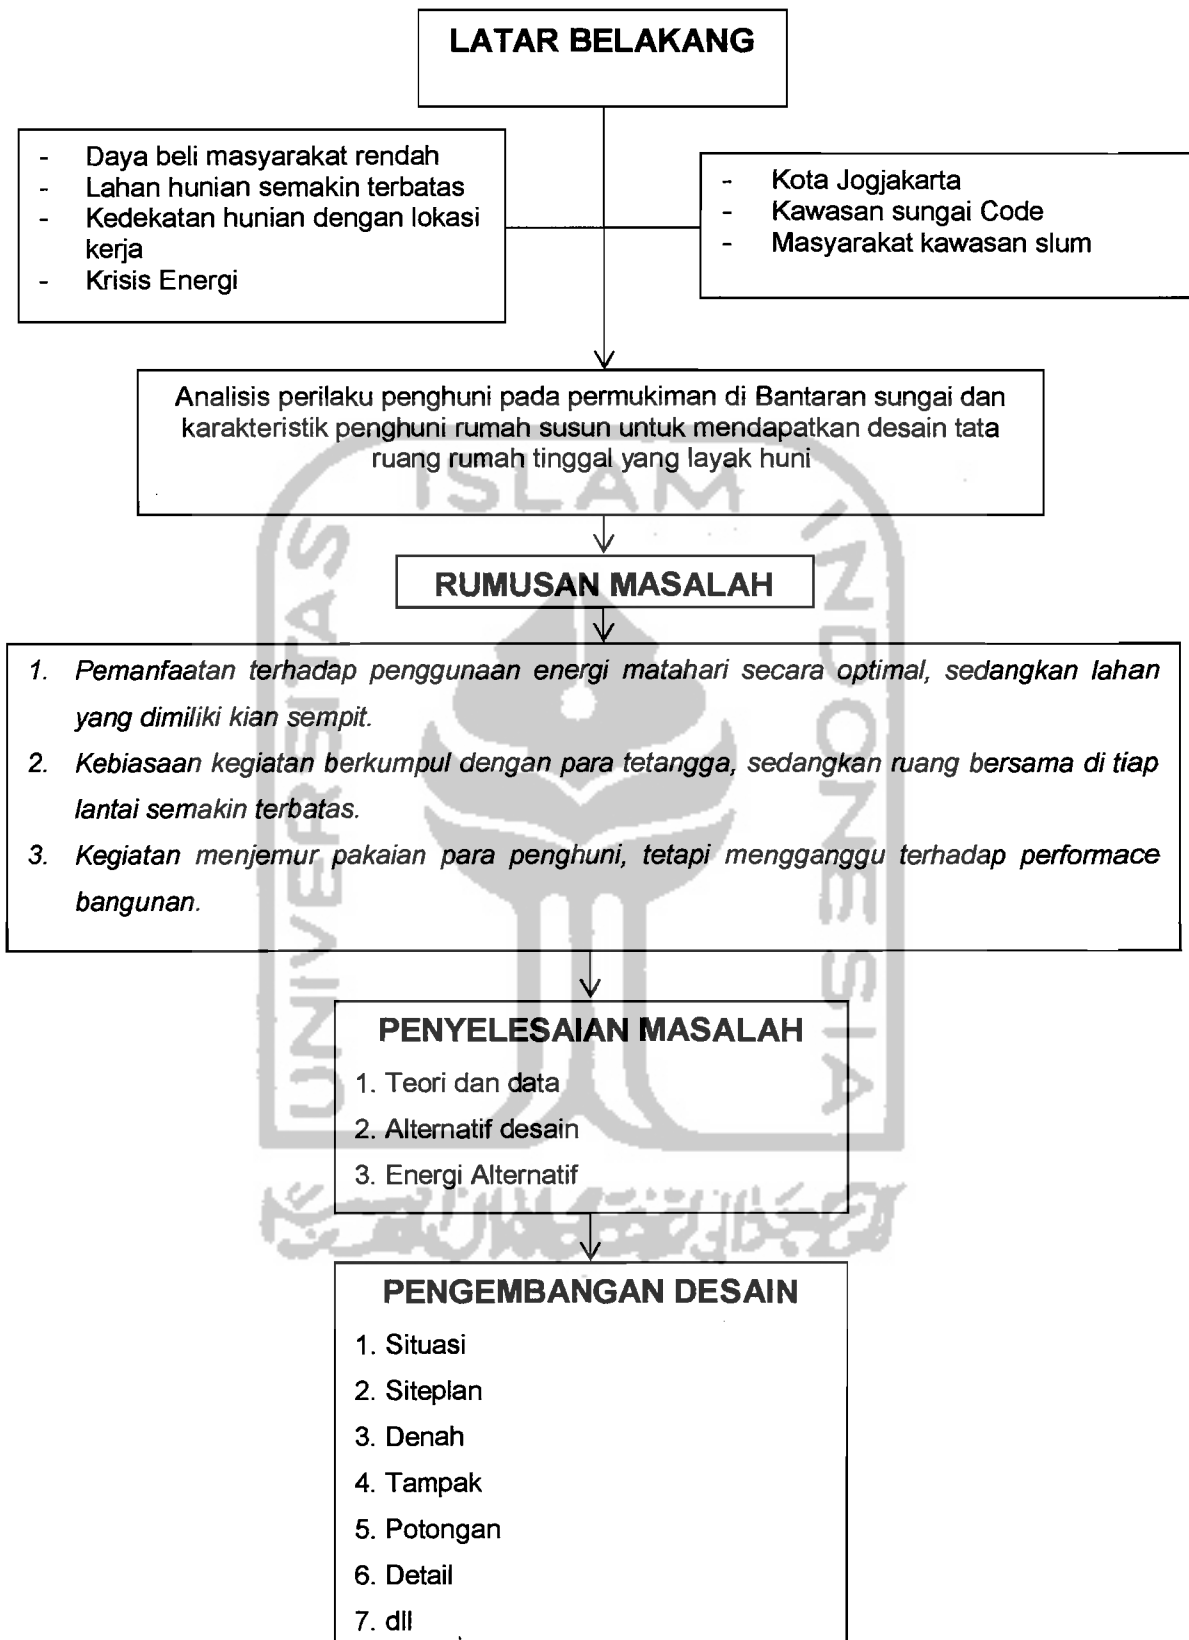 LATAR BELAKANG
- Daya beli masyarakat rendah
- Lahan hunian semakin terbatas
- Kedekatan hunian dengan lokasi
kerja
- Krisis Energi
- Kota Jogjakarta
- Kawasan sungai Code
- Masyarakat kawasan slum
Analisis perilaku penghuni pada permukiman di Bantaran sungai dan
karakteristik penghuni rumah susun untuk mendapatkan desain tata
ruang rumah tinggal yang layak huni
RUMUSAN MASALAH
1. Pemanfaatan terhadap penggunaan energi matahari secara optimal, sedangkan lahan
yang dimiliki kian sempit.
2. Kebiasaan kegiatan berkumpul dengan para tetangga, sedangkan ruang bersama di tiap
lantai semakin terbatas.
3. Kegiatan menjemur pakaian para penghuni, tetapi mengganggu terhadap performace
bangunan.
PENYELESAIAN MASALAH
1. Teori dan data
2. Alternatif desain
3. Energi Alternatif
PENGEMBANGAN DESAIN
1. Situasi
2. Siteplan
3. Denah
4. Tampak
5. Potongan
6. Detail
7. dll
UNIVERSITAS ISLAM INDONESIA